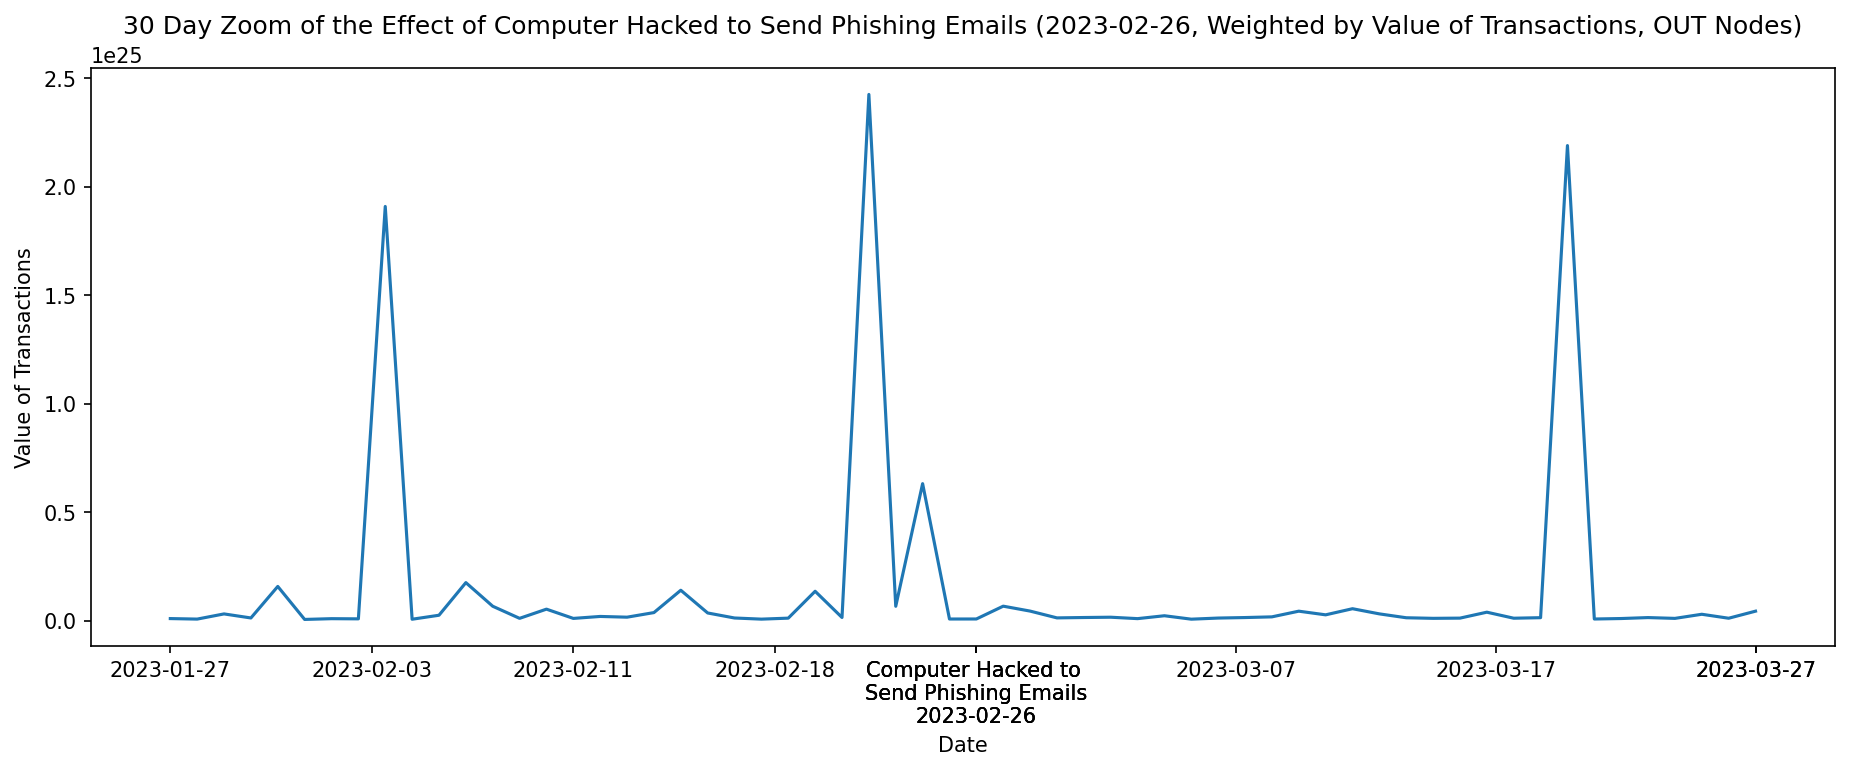 30 Day Zoom of the Effect of Computer Hacked to Send Phishing Emails (2023-02-26, Weighted by Value of Transactions, OUT Nodes)
1e25
2.5
2.0
1.5
1.0
0.5
0.0
Value of Transactions
2023-01-27 2023-02-03 2023-02-11 2023-02-18 Computer Hacked to 2023-03-07 2023-03-17 2023-03-27
Send Phishing Emails
2023-02-26
Date